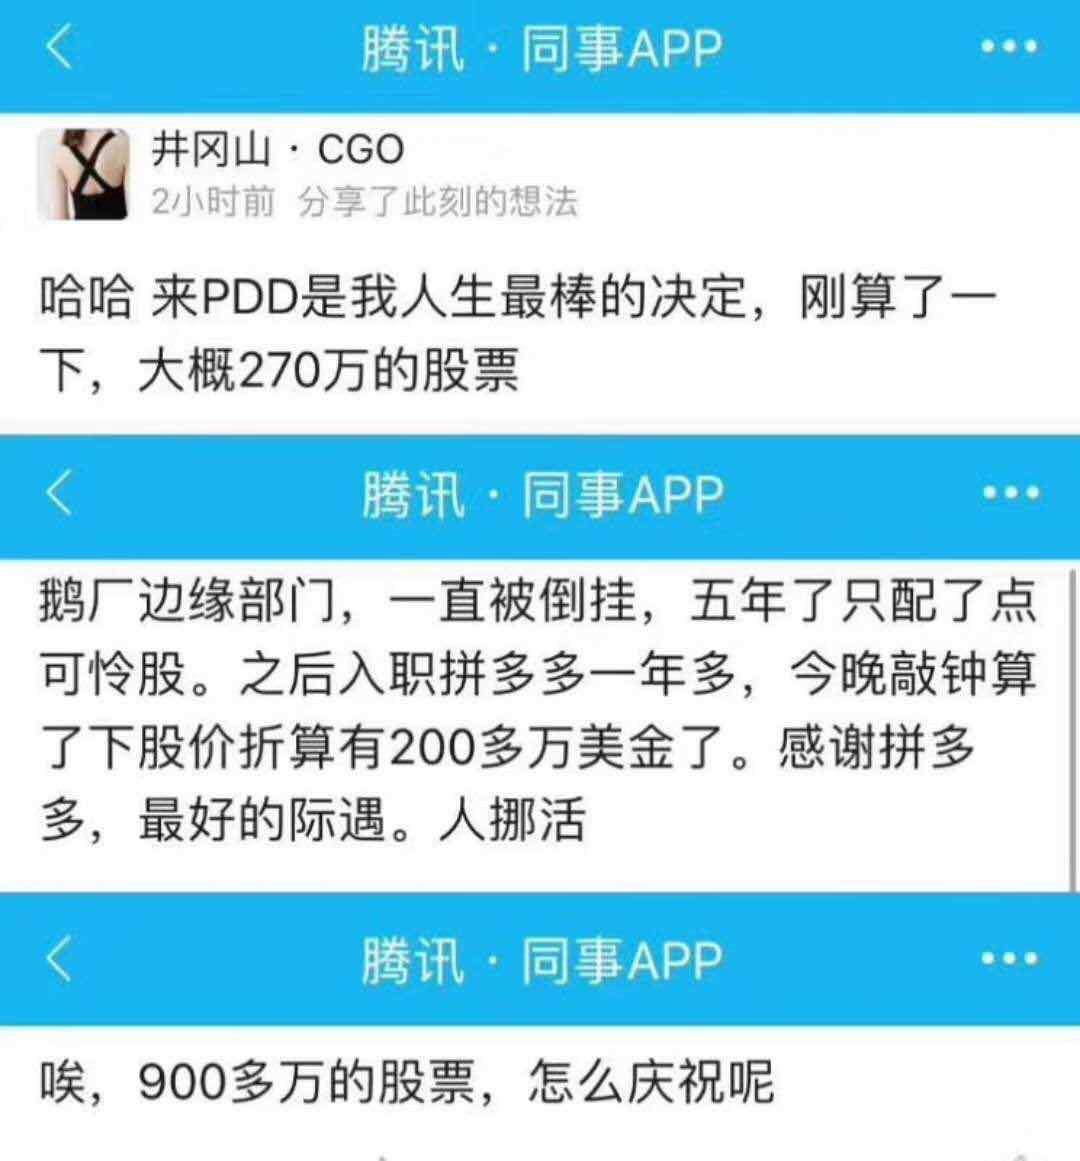 腾讯 · 同事APP
井冈山 · CGO
2小时前 分享了此刻的想法
哈哈 来PDD是我人生最棒的决定，刚算了一
下，大概270万的股票
腾讯 · 同事APP
鹅厂边缘部门，一直被倒挂，五年了只配了点
可怜股。之后入职拼多多一年多，今晚敲钟算
了下股价折算有200多万美金了。感谢拼多
多，最好的际遇。人挪活
腾讯 · 同事APP
唉，900多万的股票，怎么庆祝呢